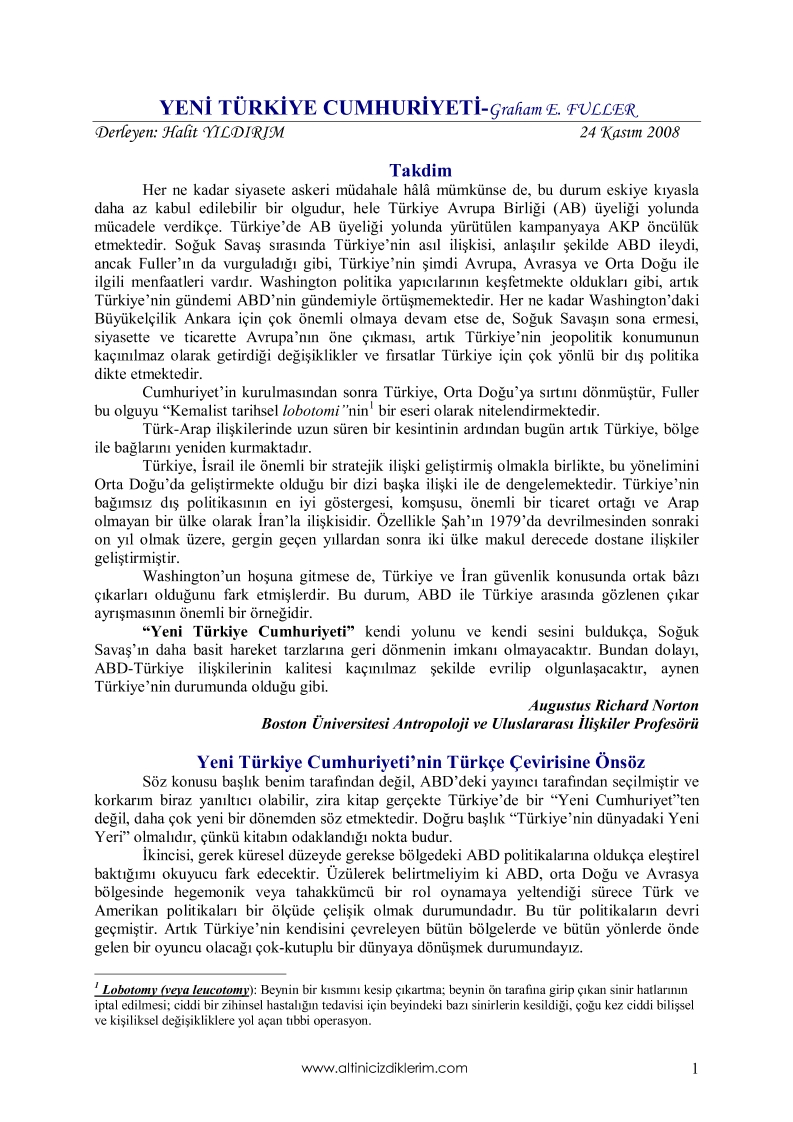 YENİ TÜRKİYE CUMHURİYETİ-Graham E. FULLER
Derleyen: Halit YILDIRIM 24 Kasım 2008
Takdim
Her ne kadar siyasete askeri müdahale hâlâ mümkünse de, bu durum eskiye kıyasla
daha az kabul edilebilir bir olgudur, hele Türkiye Avrupa Birliği (AB) üyeliği yolunda
mücadele verdikçe. Türkiye’de AB üyeliği yolunda yürütülen kampanyaya AKP öncülük
etmektedir. Soğuk Savaş sırasında Türkiye’nin asıl ilişkisi, anlaşılır şekilde ABD ileydi,
ancak Fuller’ın da vurguladığı gibi, Türkiye’nin şimdi Avrupa, Avrasya ve Orta Doğu ile
ilgili menfaatleri vardır. Washington politika yapıcılarının keşfetmekte oldukları gibi, artık
Türkiye’nin gündemi ABD’nin gündemiyle örtüşmemektedir. Her ne kadar Washington’daki
Büyükelçilik Ankara için çok önemli olmaya devam etse de, Soğuk Savaşın sona ermesi,
siyasette ve ticarette Avrupa’nın öne çıkması, artık Türkiye’nin jeopolitik konumunun
kaçınılmaz olarak getirdiği değişiklikler ve fırsatlar Türkiye için çok yönlü bir dış politika
dikte etmektedir.
Cumhuriyet’in kurulmasından sonra Türkiye, Orta Doğu’ya sırtını dönmüştür, Fuller
bu olguyu “Kemalist tarihsel lobotomi”nin1 bir eseri olarak nitelendirmektedir.
Türk-Arap ilişkilerinde uzun süren bir kesintinin ardından bugün artık Türkiye, bölge
ile bağlarını yeniden kurmaktadır.
Türkiye, İsrail ile önemli bir stratejik ilişki geliştirmiş olmakla birlikte, bu yönelimini
Orta Doğu’da geliştirmekte olduğu bir dizi başka ilişki ile de dengelemektedir. Türkiye’nin
bağımsız dış politikasının en iyi göstergesi, komşusu, önemli bir ticaret ortağı ve Arap
olmayan bir ülke olarak İran’la ilişkisidir. Özellikle Şah’ın 1979’da devrilmesinden sonraki
on yıl olmak üzere, gergin geçen yıllardan sonra iki ülke makul derecede dostane ilişkiler
geliştirmiştir.
Washington’un hoşuna gitmese de, Türkiye ve İran güvenlik konusunda ortak bâzı
çıkarları olduğunu fark etmişlerdir. Bu durum, ABD ile Türkiye arasında gözlenen çıkar
ayrışmasının önemli bir örneğidir.
“Yeni Türkiye Cumhuriyeti” kendi yolunu ve kendi sesini buldukça, Soğuk
Savaş’ın daha basit hareket tarzlarına geri dönmenin imkanı olmayacaktır. Bundan dolayı,
ABD-Türkiye ilişkilerinin kalitesi kaçınılmaz şekilde evrilip olgunlaşacaktır, aynen
Türkiye’nin durumunda olduğu gibi.
Augustus Richard Norton
Boston Üniversitesi Antropoloji ve Uluslararası İlişkiler Profesörü
Yeni Türkiye Cumhuriyeti’nin Türkçe Çevirisine Önsöz
Söz konusu başlık benim tarafından değil, ABD’deki yayıncı tarafından seçilmiştir ve
korkarım biraz yanıltıcı olabilir, zira kitap gerçekte Türkiye’de bir “Yeni Cumhuriyet”ten
değil, daha çok yeni bir dönemden söz etmektedir. Doğru başlık “Türkiye’nin dünyadaki Yeni
Yeri” olmalıdır, çünkü kitabın odaklandığı nokta budur.
İkincisi, gerek küresel düzeyde gerekse bölgedeki ABD politikalarına oldukça eleştirel
baktığımı okuyucu fark edecektir. Üzülerek belirtmeliyim ki ABD, orta Doğu ve Avrasya
bölgesinde hegemonik veya tahakkümcü bir rol oynamaya yeltendiği sürece Türk ve
Amerikan politikaları bir ölçüde çelişik olmak durumundadır. Bu tür politikaların devri
geçmiştir. Artık Türkiye’nin kendisini çevreleyen bütün bölgelerde ve bütün yönlerde önde
gelen bir oyuncu olacağı çok-kutuplu bir dünyaya dönüşmek durumundayız.
1 Lobotomy (veya leucotomy): Beynin bir kısmını kesip çıkartma; beynin ön tarafına girip çıkan sinir hatlarının
iptal edilmesi; ciddi bir zihinsel hastalığın tedavisi için beyindeki bazı sinirlerin kesildiği, çoğu kez ciddi bilişsel
ve kişiliksel değişikliklere yol açan tıbbi operasyon.
www.altinicizdiklerim.com 1